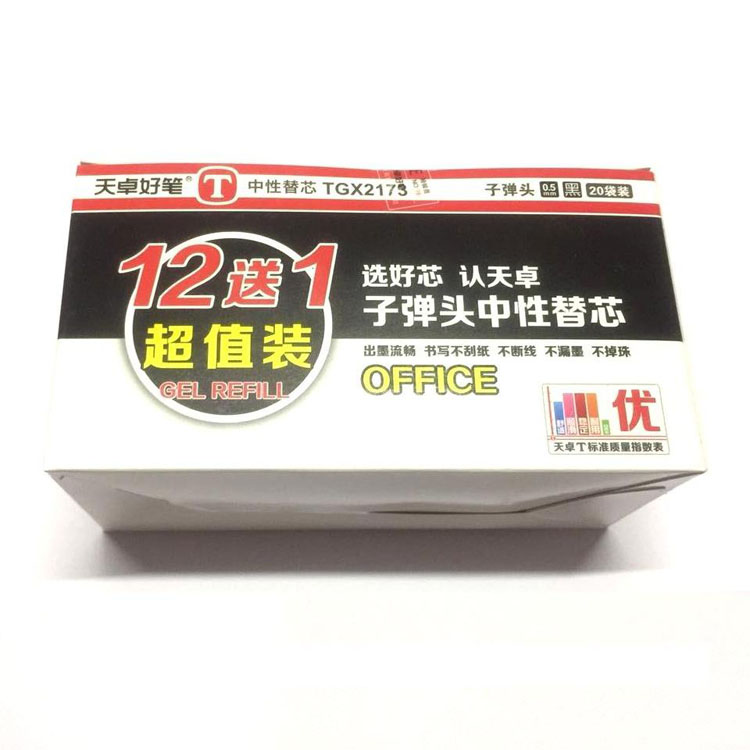 天卓好笔® T 中性替芯 TGX2173 子弹头 0.5mm 黑 20袋装
12送1
超值装
GEL REFILL
选好芯 认天卓
子弹头中性替芯
出墨流畅 书写不刮纸 不断线 不漏墨 不掉珠
OFFICE
优
天卓T标准质量指数表